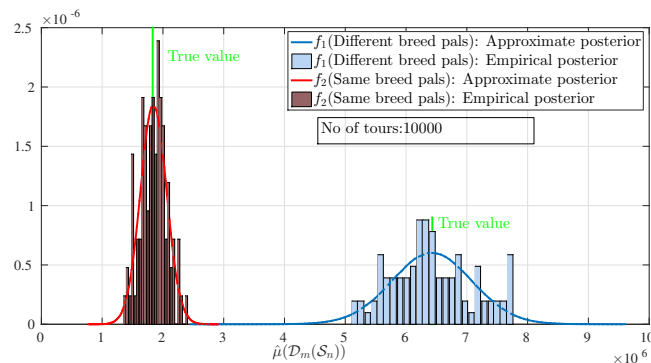 ×10 -6
2.5
2
1.5
1
0.5
0
True value
f1(Different breed pals): Approximate posterior
f1(Different breed pals): Empirical posterior
f2(Same breed pals): Approximate posterior
f2(Same breed pals): Empirical posterior
No of tours:10000
True value
0 1 2 3 4 5 6 7 8 9 10
μ̂(𝒟m(𝒮n))
×10 6